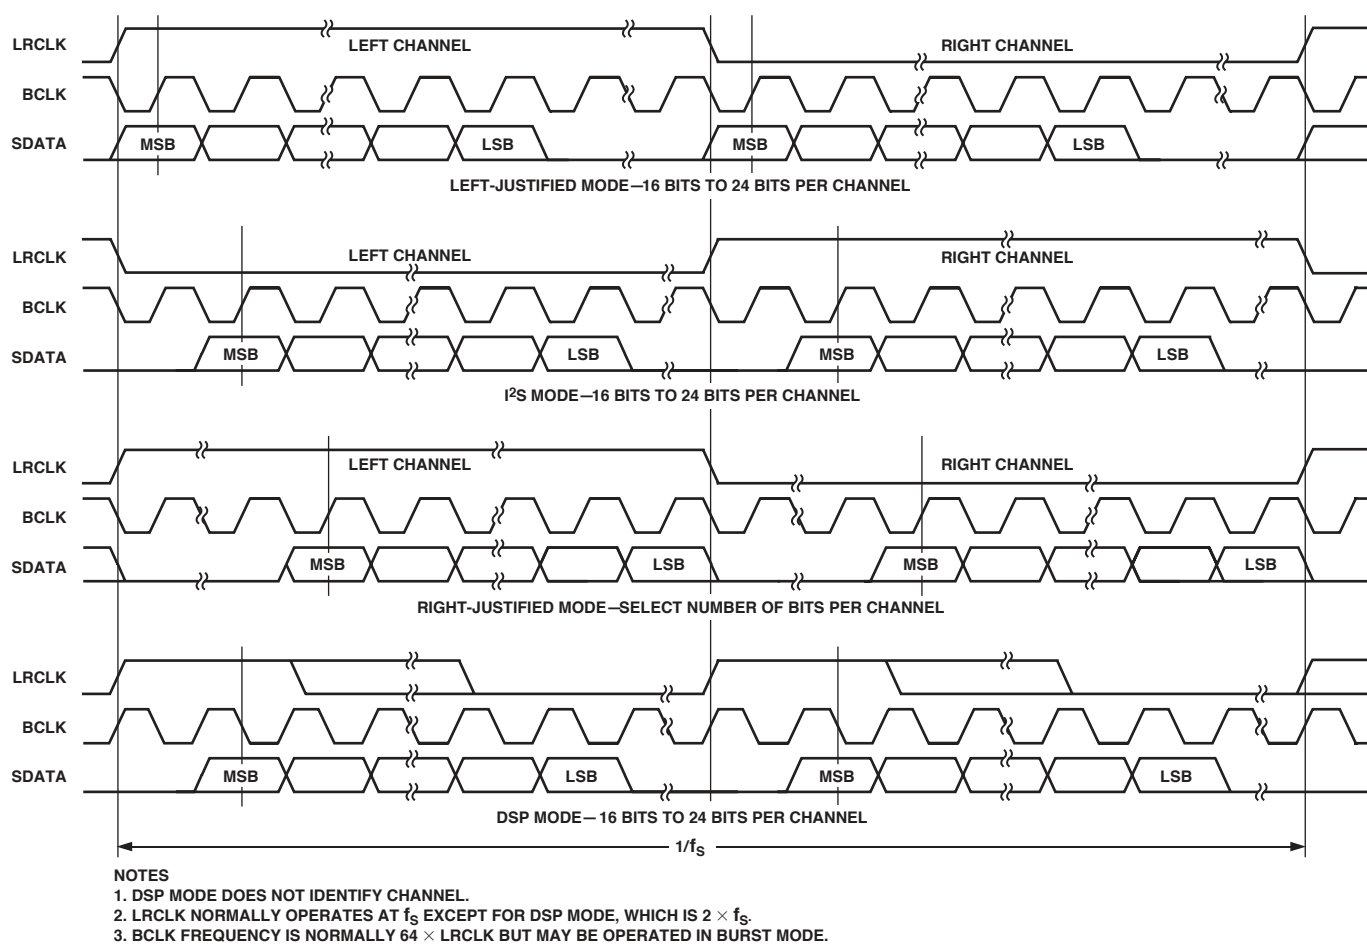 LRCLK
LEFT CHANNEL
RIGHT CHANNEL
BCLK
SDATA
MSB
LSB
MSB
LSB
LEFT-JUSTIFIED MODE—16 BITS TO 24 BITS PER CHANNEL
LRCLK
LEFT CHANNEL
RIGHT CHANNEL
BCLK
SDATA
MSB
LSB
MSB
LSB
I²S MODE—16 BITS TO 24 BITS PER CHANNEL
LRCLK
LEFT CHANNEL
RIGHT CHANNEL
BCLK
SDATA
MSB
LSB
MSB
LSB
RIGHT-JUSTIFIED MODE—SELECT NUMBER OF BITS PER CHANNEL
LRCLK
BCLK
SDATA
MSB
LSB
MSB
LSB
DSP MODE— 16 BITS TO 24 BITS PER CHANNEL
1/fS
NOTES
1. DSP MODE DOES NOT IDENTIFY CHANNEL.
2. LRCLK NORMALLY OPERATES AT fS EXCEPT FOR DSP MODE, WHICH IS 2 × fS.
3. BCLK FREQUENCY IS NORMALLY 64 × LRCLK BUT MAY BE OPERATED IN BURST MODE.